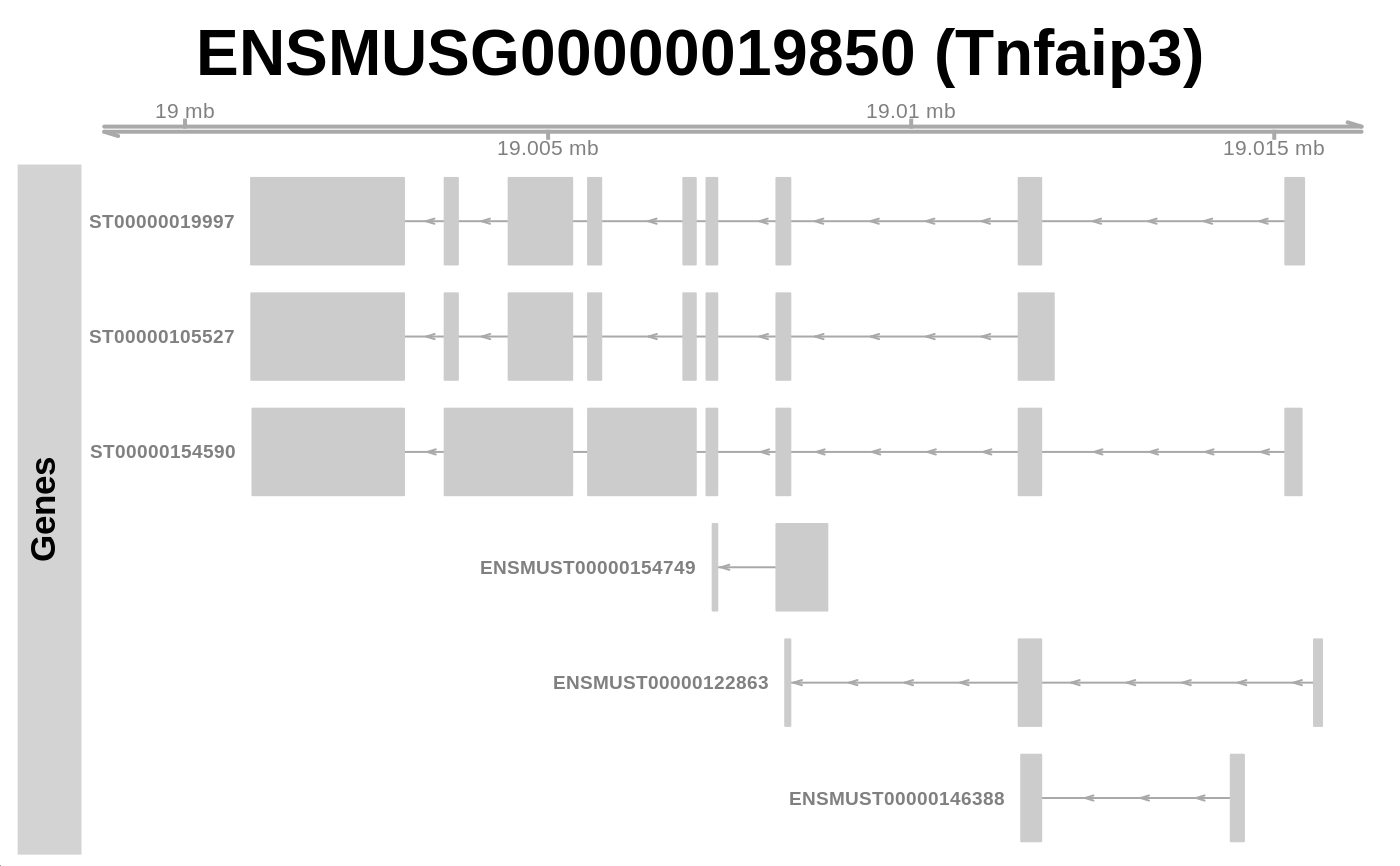 ENSMUSG00000019850 (Tnfaip3)
19 mb
19.01 mb
19.005 mb
19.015 mb
Genes
ST00000019997
ST00000105527
ST00000154590
ENSMUST00000154749
ENSMUST00000122863
ENSMUST00000146388